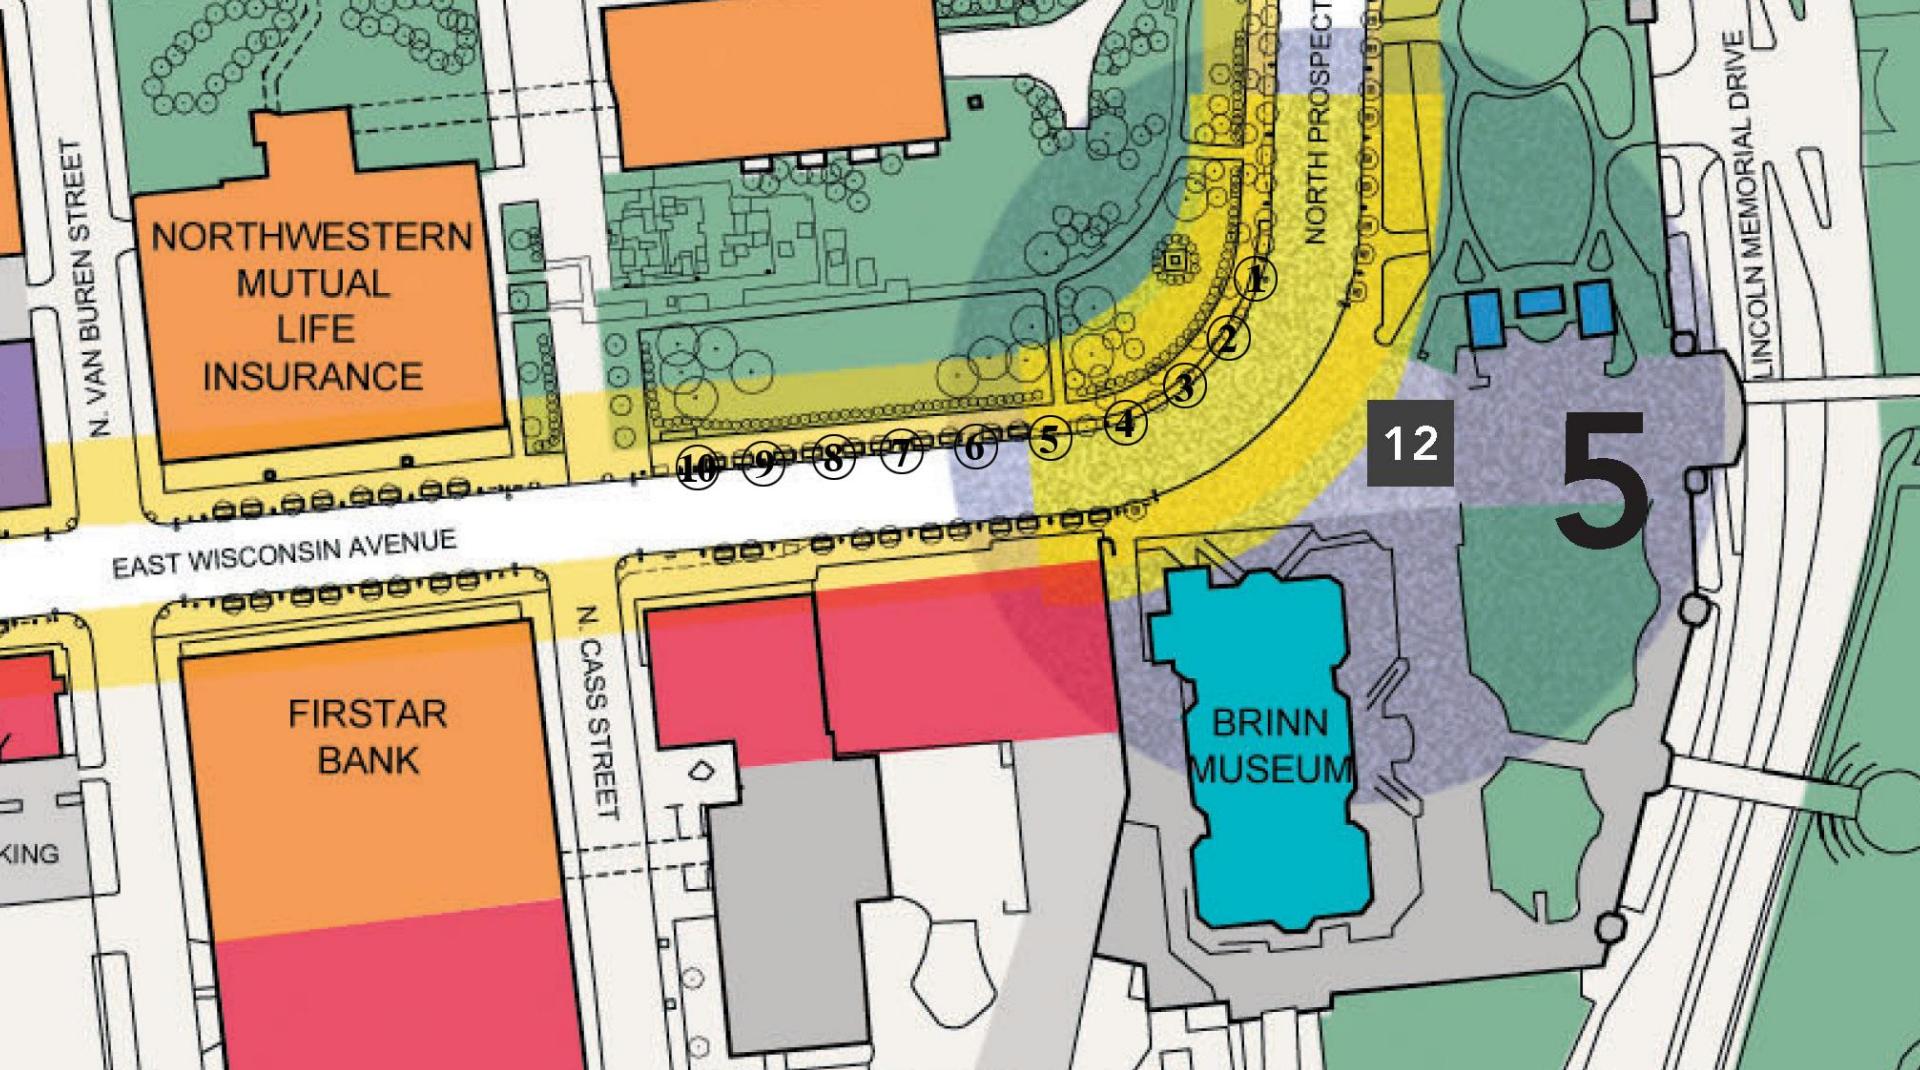 NORTH PROSPECT
LINCOLN MEMORIAL DRIVE
N. VAN BUREN STREET
NORTHWESTERN
MUTUAL
LIFE
INSURANCE
1
2
3
4
5
6
7
8
9
10
12
5
EAST WISCONSIN AVENUE
N. CASS STREET
FIRSTAR
BANK
BRINN
MUSEUM
KING